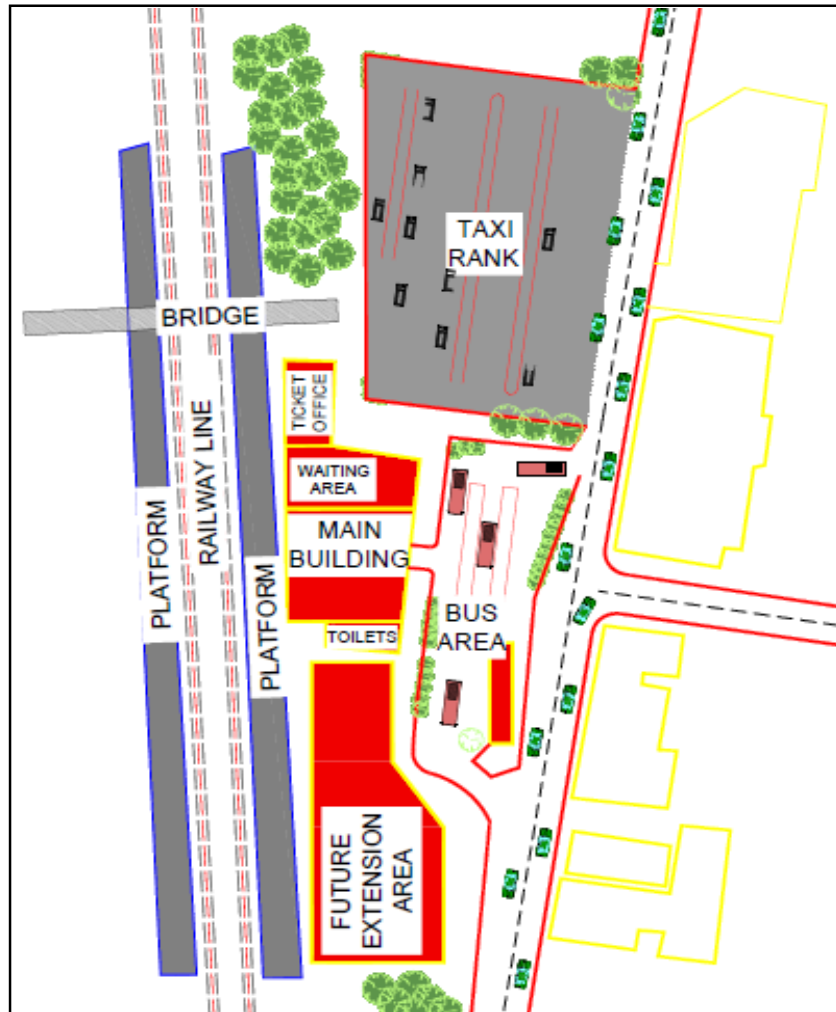 TAXI
RANK
BRIDGE
TICKET
OFFICE
RAILWAY LINE
WAITING
AREA
MAIN
BUILDING
PLATFORM
PLATFORM
BUS
AREA
TOILETS
FUTURE
EXTENSION
AREA